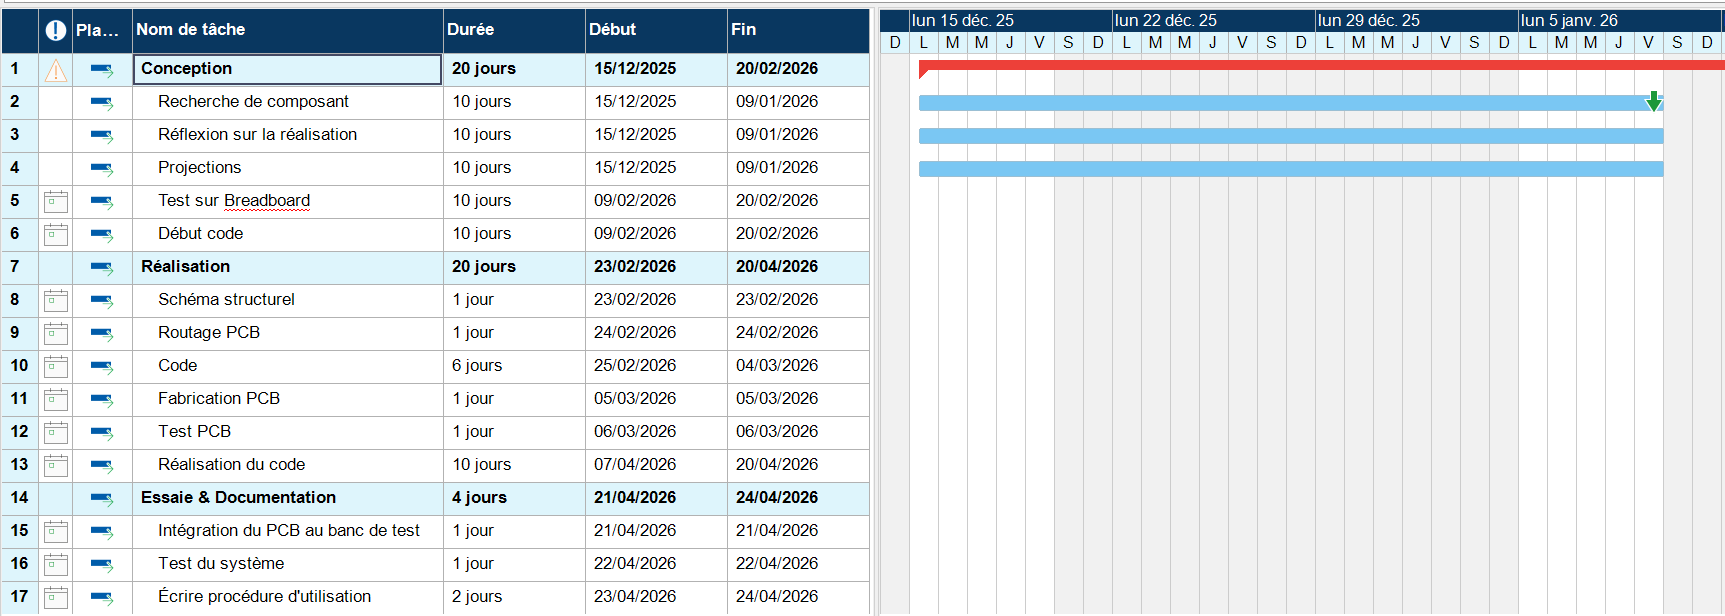 Pla... Nom de tâche Durée Début Fin
lun 15 déc. 25 lun 22 déc. 25 lun 29 déc. 25 lun 5 janv. 26
D L M M J V S D L M M J V S D L M M J V S D L M M J V S D
1 Conception 20 jours 15/12/2025 20/02/2026
2 Recherche de composant 10 jours 15/12/2025 09/01/2026
3 Réflexion sur la réalisation 10 jours 15/12/2025 09/01/2026
4 Projections 10 jours 15/12/2025 09/01/2026
5 Test sur Breadboard 10 jours 09/02/2026 20/02/2026
6 Début code 10 jours 09/02/2026 20/02/2026
7 Réalisation 20 jours 23/02/2026 20/04/2026
8 Schéma structurel 1 jour 23/02/2026 23/02/2026
9 Routage PCB 1 jour 24/02/2026 24/02/2026
10 Code 6 jours 25/02/2026 04/03/2026
11 Fabrication PCB 1 jour 05/03/2026 05/03/2026
12 Test PCB 1 jour 06/03/2026 06/03/2026
13 Réalisation du code 10 jours 07/04/2026 20/04/2026
14 Essaie & Documentation 4 jours 21/04/2026 24/04/2026
15 Intégration du PCB au banc de test 1 jour 21/04/2026 21/04/2026
16 Test du système 1 jour 22/04/2026 22/04/2026
17 Écrire procédure d'utilisation 2 jours 23/04/2026 24/04/2026